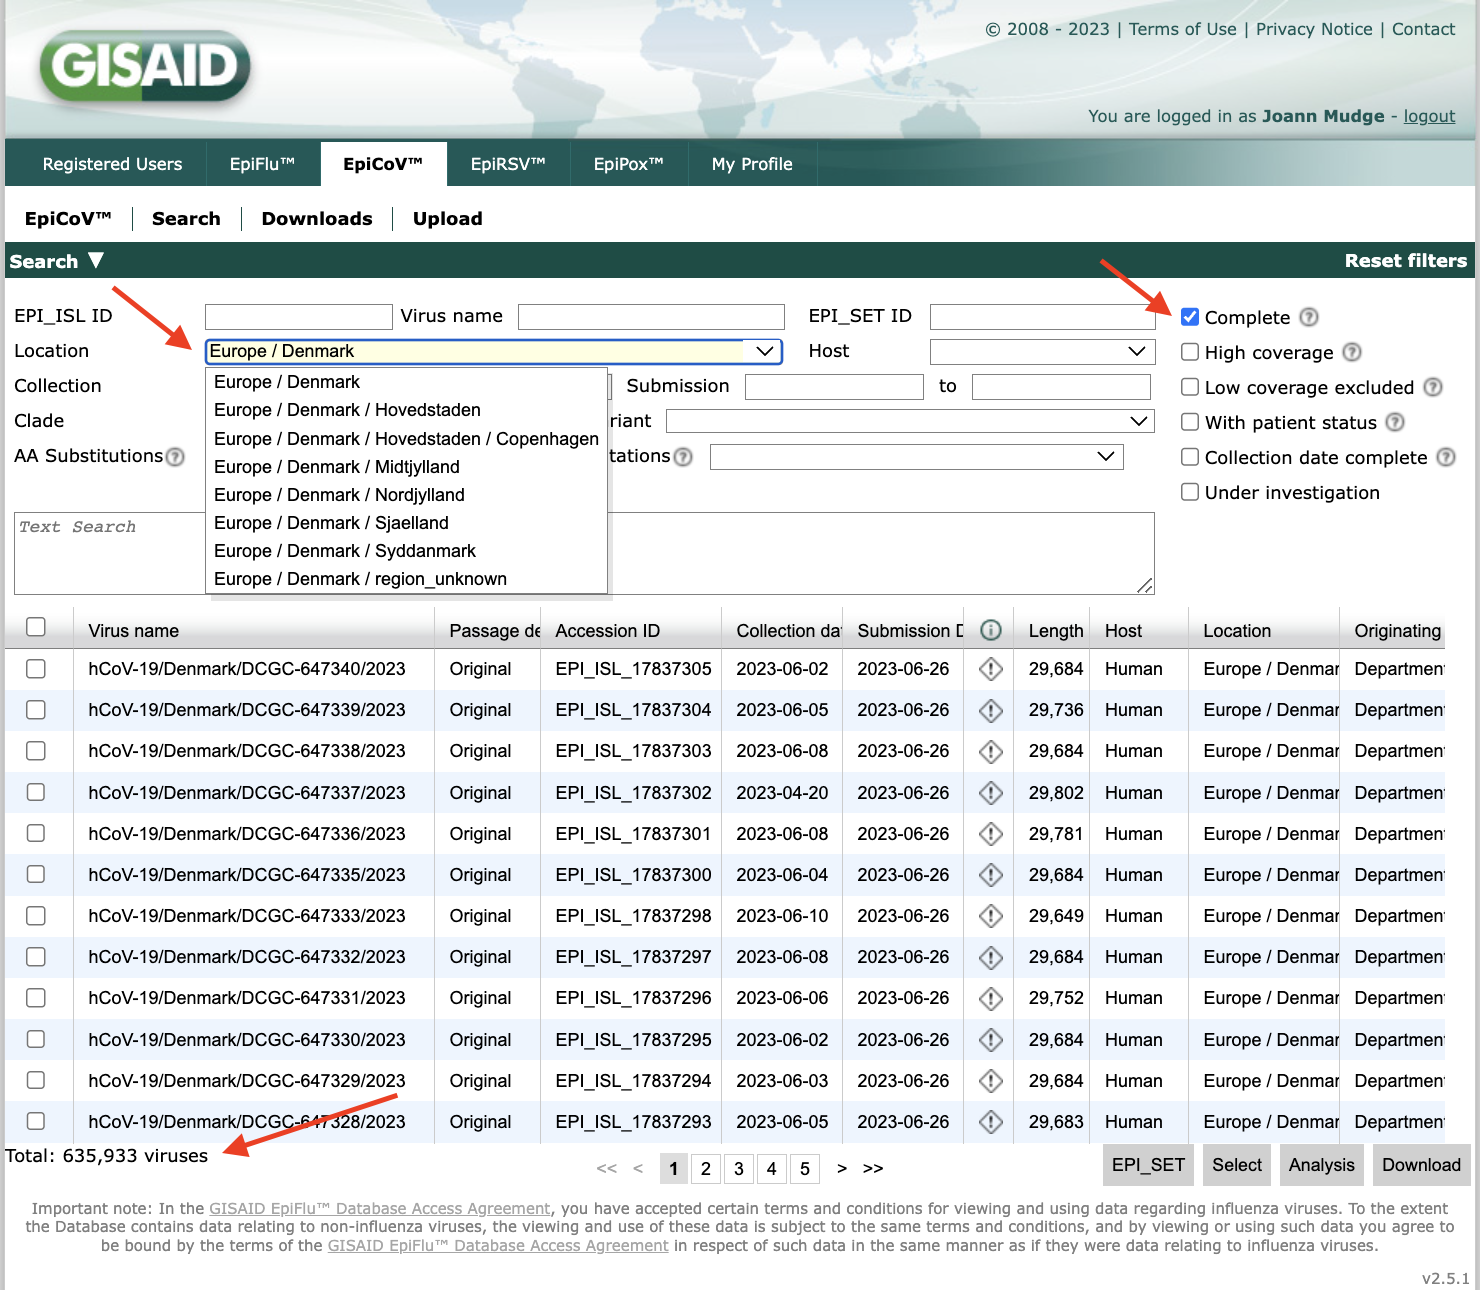 © 2008 - 2023 | Terms of Use | Privacy Notice | Contact
GISAID
You are logged in as Joann Mudge - logout
Registered Users EpiFlu™ EpiCoV™ EpiRSV™ EpiPox™ My Profile
EpiCoV™ Search Downloads Upload
Search ▼ Reset filters
EPI_ISL ID Virus name EPI_SET ID Complete ?
Location Europe / Denmark Host High coverage ?
Collection Submission to Low coverage excluded ?
Clade riant With patient status ?
AA Substitutions ? tations ? Collection date complete ?
Under investigation
Europe / Denmark
Europe / Denmark / Hovedstaden
Europe / Denmark / Hovedstaden / Copenhagen
Europe / Denmark / Midtjylland
Europe / Denmark / Nordjylland
Europe / Denmark / Sjaelland
Europe / Denmark / Syddanmark
Europe / Denmark / region_unknown
Text Search
Virus name Passage de Accession ID Collection da Submission D i Length Host Location Originating
hCoV-19/Denmark/DCGC-647340/2023 Original EPI_ISL_17837305 2023-06-02 2023-06-26 29,684 Human Europe / Denmar Department
hCoV-19/Denmark/DCGC-647339/2023 Original EPI_ISL_17837304 2023-06-05 2023-06-26 29,736 Human Europe / Denmar Department
hCoV-19/Denmark/DCGC-647338/2023 Original EPI_ISL_17837303 2023-06-08 2023-06-26 29,684 Human Europe / Denmar Department
hCoV-19/Denmark/DCGC-647337/2023 Original EPI_ISL_17837302 2023-04-20 2023-06-26 29,802 Human Europe / Denmar Department
hCoV-19/Denmark/DCGC-647336/2023 Original EPI_ISL_17837301 2023-06-08 2023-06-26 29,781 Human Europe / Denmar Department
hCoV-19/Denmark/DCGC-647335/2023 Original EPI_ISL_17837300 2023-06-04 2023-06-26 29,684 Human Europe / Denmar Department
hCoV-19/Denmark/DCGC-647333/2023 Original EPI_ISL_17837298 2023-06-10 2023-06-26 29,649 Human Europe / Denmar Department
hCoV-19/Denmark/DCGC-647332/2023 Original EPI_ISL_17837297 2023-06-08 2023-06-26 29,684 Human Europe / Denmar Department
hCoV-19/Denmark/DCGC-647331/2023 Original EPI_ISL_17837296 2023-06-06 2023-06-26 29,752 Human Europe / Denmar Department
hCoV-19/Denmark/DCGC-647330/2023 Original EPI_ISL_17837295 2023-06-02 2023-06-26 29,684 Human Europe / Denmar Department
hCoV-19/Denmark/DCGC-647329/2023 Original EPI_ISL_17837294 2023-06-03 2023-06-26 29,684 Human Europe / Denmar Department
hCoV-19/Denmark/DCGC-647328/2023 Original EPI_ISL_17837293 2023-06-05 2023-06-26 29,683 Human Europe / Denmar Department
Total: 635,933 viruses << < 1 2 3 4 5 > >> EPI_SET Select Analysis Download
Important note: In the GISAID EpiFlu™ Database Access Agreement, you have accepted certain terms and conditions for viewing and using data regarding influenza viruses. To the extent
the Database contains data relating to non-influenza viruses, the viewing and use of these data is subject to the same terms and conditions, and by viewing or using such data you agree to
be bound by the terms of the GISAID EpiFlu™ Database Access Agreement in respect of such data in the same manner as if they were data relating to influenza viruses.
v2.5.1